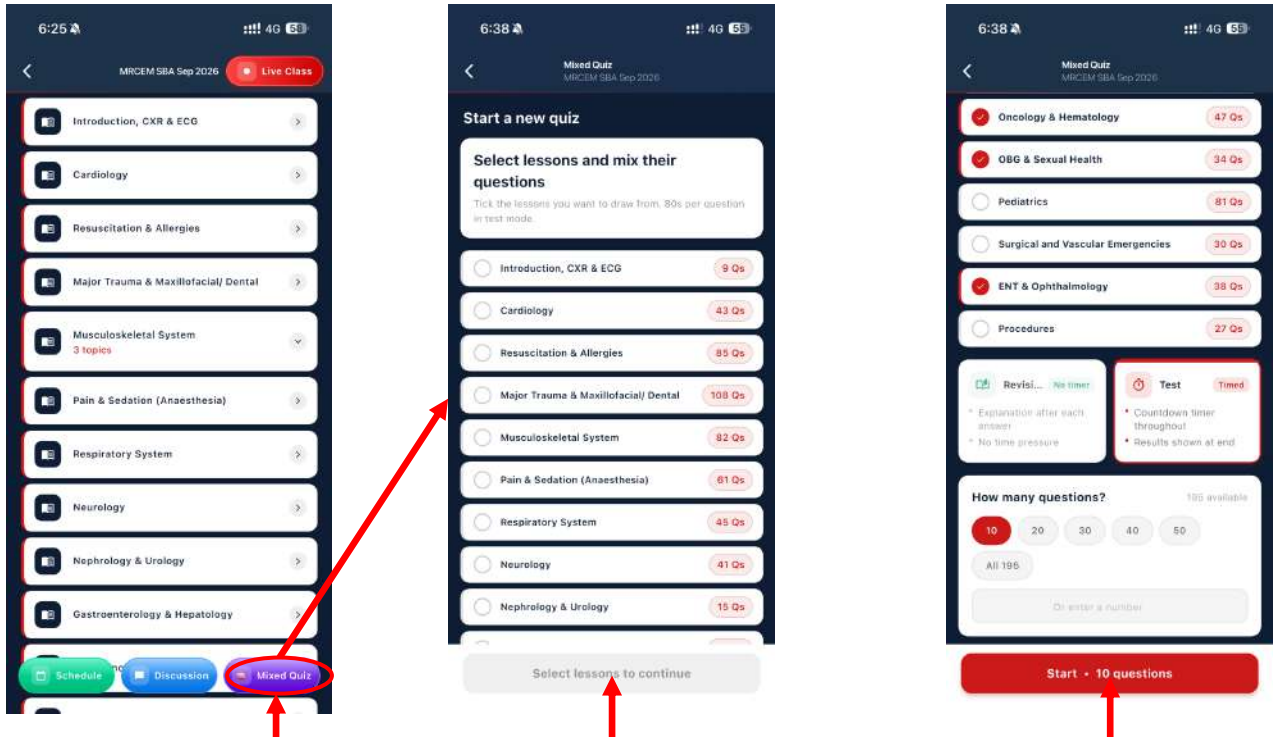 6:25
4G 55
MRCEM SBA Sep 2026
Live Class
Introduction, CXR & ECG
Cardiology
Resuscitation & Allergies
Major Trauma & Maxillofacial/ Dental
Musculoskeletal System
3 topics
Pain & Sedation (Anaesthesia)
Respiratory System
Neurology
Nephrology & Urology
Gastroenterology & Hepatology
Schedule
Discussion
Mixed Quiz
6:38
4G 55
Mixed Quiz
MRCEM SBA Sep 2026
Start a new quiz
Select lessons and mix their
questions
Tick the lessons you want to draw from. 80s per question
in test mode.
Introduction, CXR & ECG 9 Qs
Cardiology 43 Qs
Resuscitation & Allergies 85 Qs
Major Trauma & Maxillofacial/ Dental 108 Qs
Musculoskeletal System 82 Qs
Pain & Sedation (Anaesthesia) 61 Qs
Respiratory System 45 Qs
Neurology 41 Qs
Nephrology & Urology 15 Qs
Select lessons to continue
6:38
4G 55
Mixed Quiz
MRCEM SBA Sep 2026
Oncology & Hematology 47 Qs
OBG & Sexual Health 34 Qs
Pediatrics 81 Qs
Surgical and Vascular Emergencies 30 Qs
ENT & Ophthalmology 38 Qs
Procedures 27 Qs
Revisi... No timer
• Explanation after each
answer
• No time pressure
Test Timed
• Countdown timer
throughout
• Results shown at end
How many questions? 195 available
10 20 30 40 50
All 195
Or enter a number
Start • 10 questions